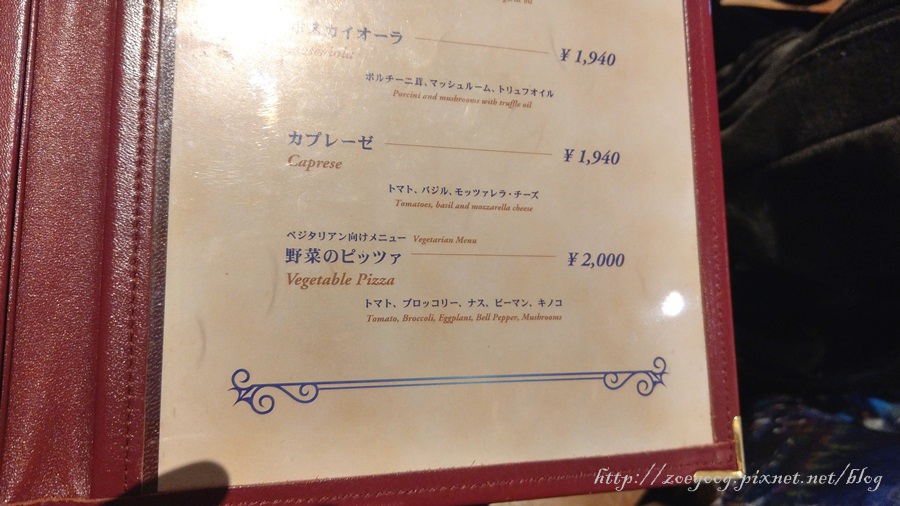 カイオーラ
¥ 1,940
ポルチーニ茸、マッシュルーム、トリュフオイル
Porcini and mushrooms with truffle oil
カプレーゼ ¥ 1,940
Caprese
トマト、バジル、モッツァレラ・チーズ
Tomatoes, basil and mozzarella cheese
ベジタリアン向けメニュー Vegetarian Menu
野菜のピッツァ ¥ 2,000
Vegetable Pizza
トマト、ブロッコリー、ナス、ピーマン、キノコ
Tomato, Broccoli, Eggplant, Bell Pepper, Mushrooms
http://zoeyoog.pixnet.net/blog